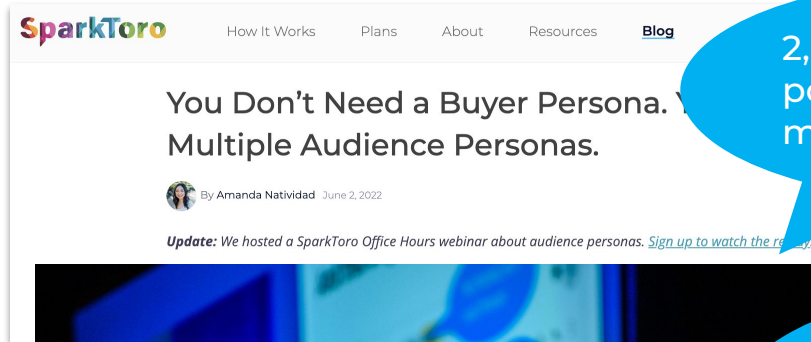 SparkToro
How It Works Plans About Resources Blog
You Don't Need a Buyer Persona.
Multiple Audience Personas.
By Amanda Natividad June 2, 2022
Update: We hosted a SparkToro Office Hours webinar about audience personas. Sign up to watch the
2,